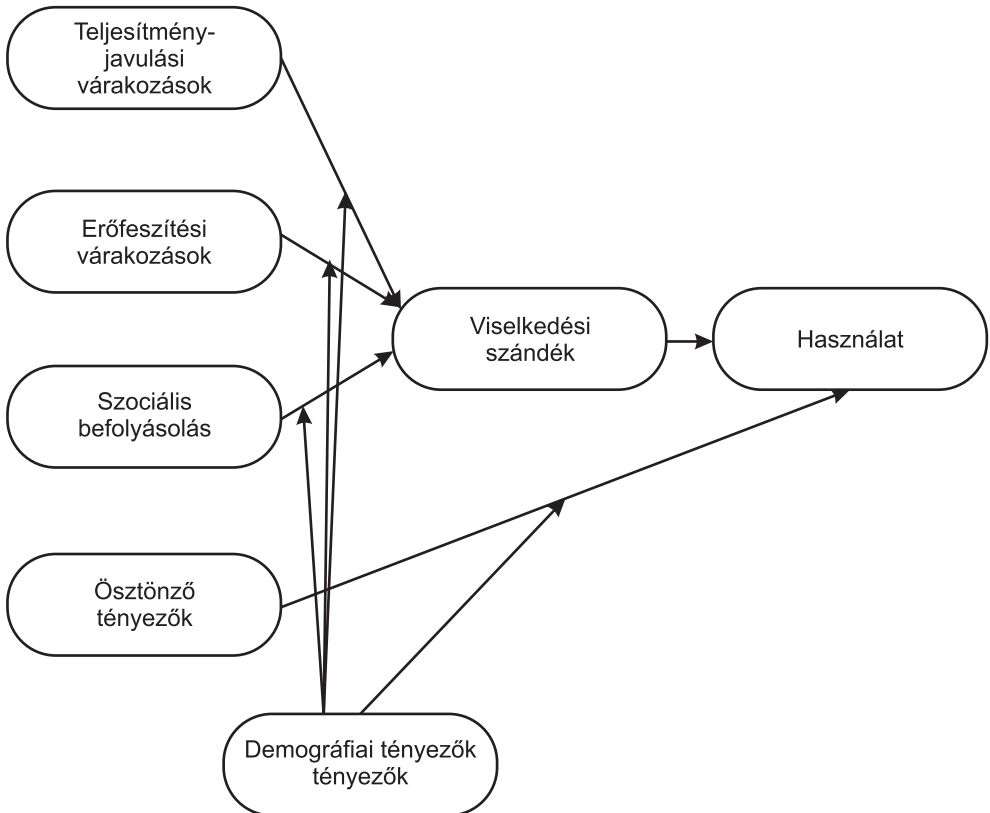 Teljesítmény-
javulási
várakozások
Erőfeszítési
várakozások
Viselkedési
szándék
Használat
Szociális
befolyásolás
Ösztönző
tényezők
Demográfiai tényezők
tényezők